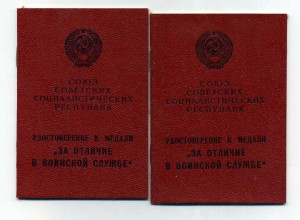 СОЮЗ
СОВЕТСКИХ
СОЦИАЛИСТИЧЕСКИХ
РЕСПУБЛИК
УДОСТОВЕРЕНИЕ К МЕДАЛИ
"ЗА ОТЛИЧИЕ
В ВОИНСКОЙ СЛУЖБЕ"
СОЮЗ
СОВЕТСКИХ
СОЦИАЛИСТИЧЕСКИХ
РЕСПУБЛИК
УДОСТОВЕРЕНИЕ К МЕДАЛИ
"ЗА ОТЛИЧИЕ
В ВОИНСКОЙ СЛУЖБЕ"